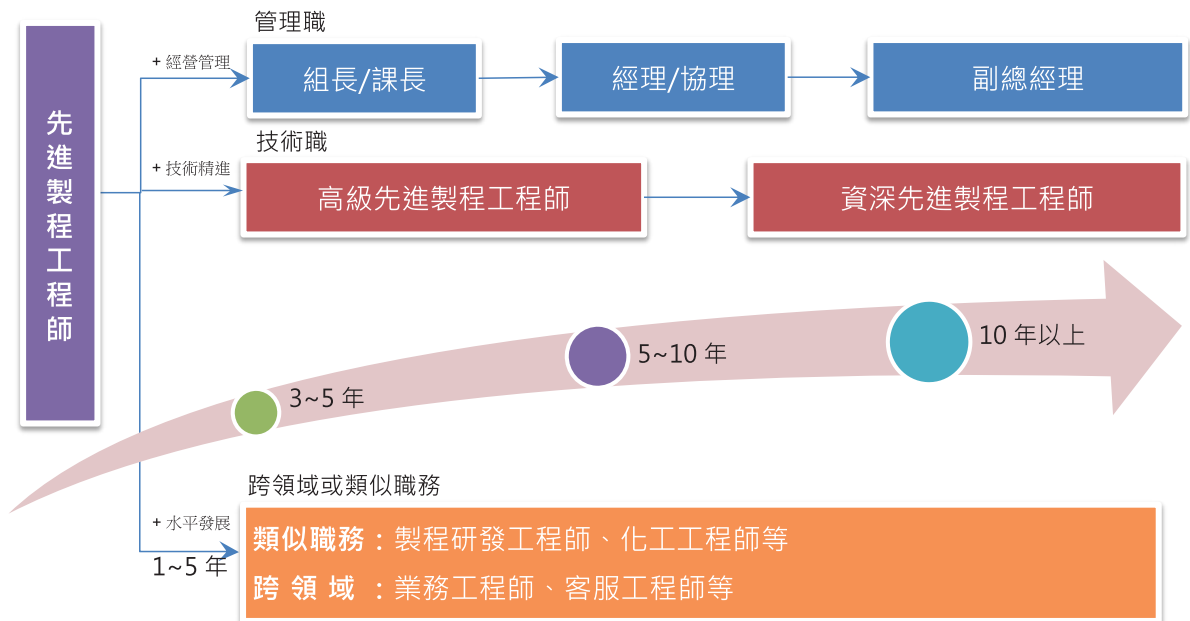 先進製程工程師
管理職
+ 經營管理
組長/課長
經理/協理
副總經理
技術職
+ 技術精進
高級先進製程工程師
資深先進製程工程師
3~5 年
5~10 年
10 年以上
跨領域或類似職務
+ 水平發展
1~5 年
類似職務：製程研發工程師、化工工程師等
跨 領 域 ：業務工程師、客服工程師等